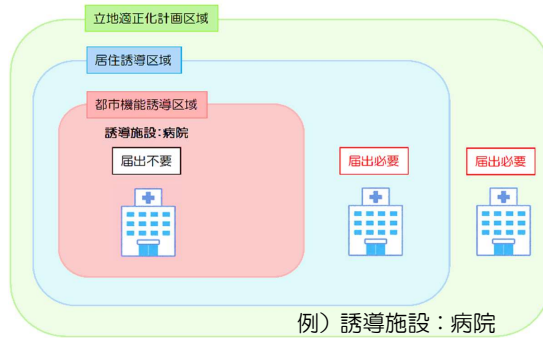 立地適正化計画区域
居住誘導区域
都市機能誘導区域
誘導施設:病院
届出不要
届出必要
届出必要
例）誘導施設：病院